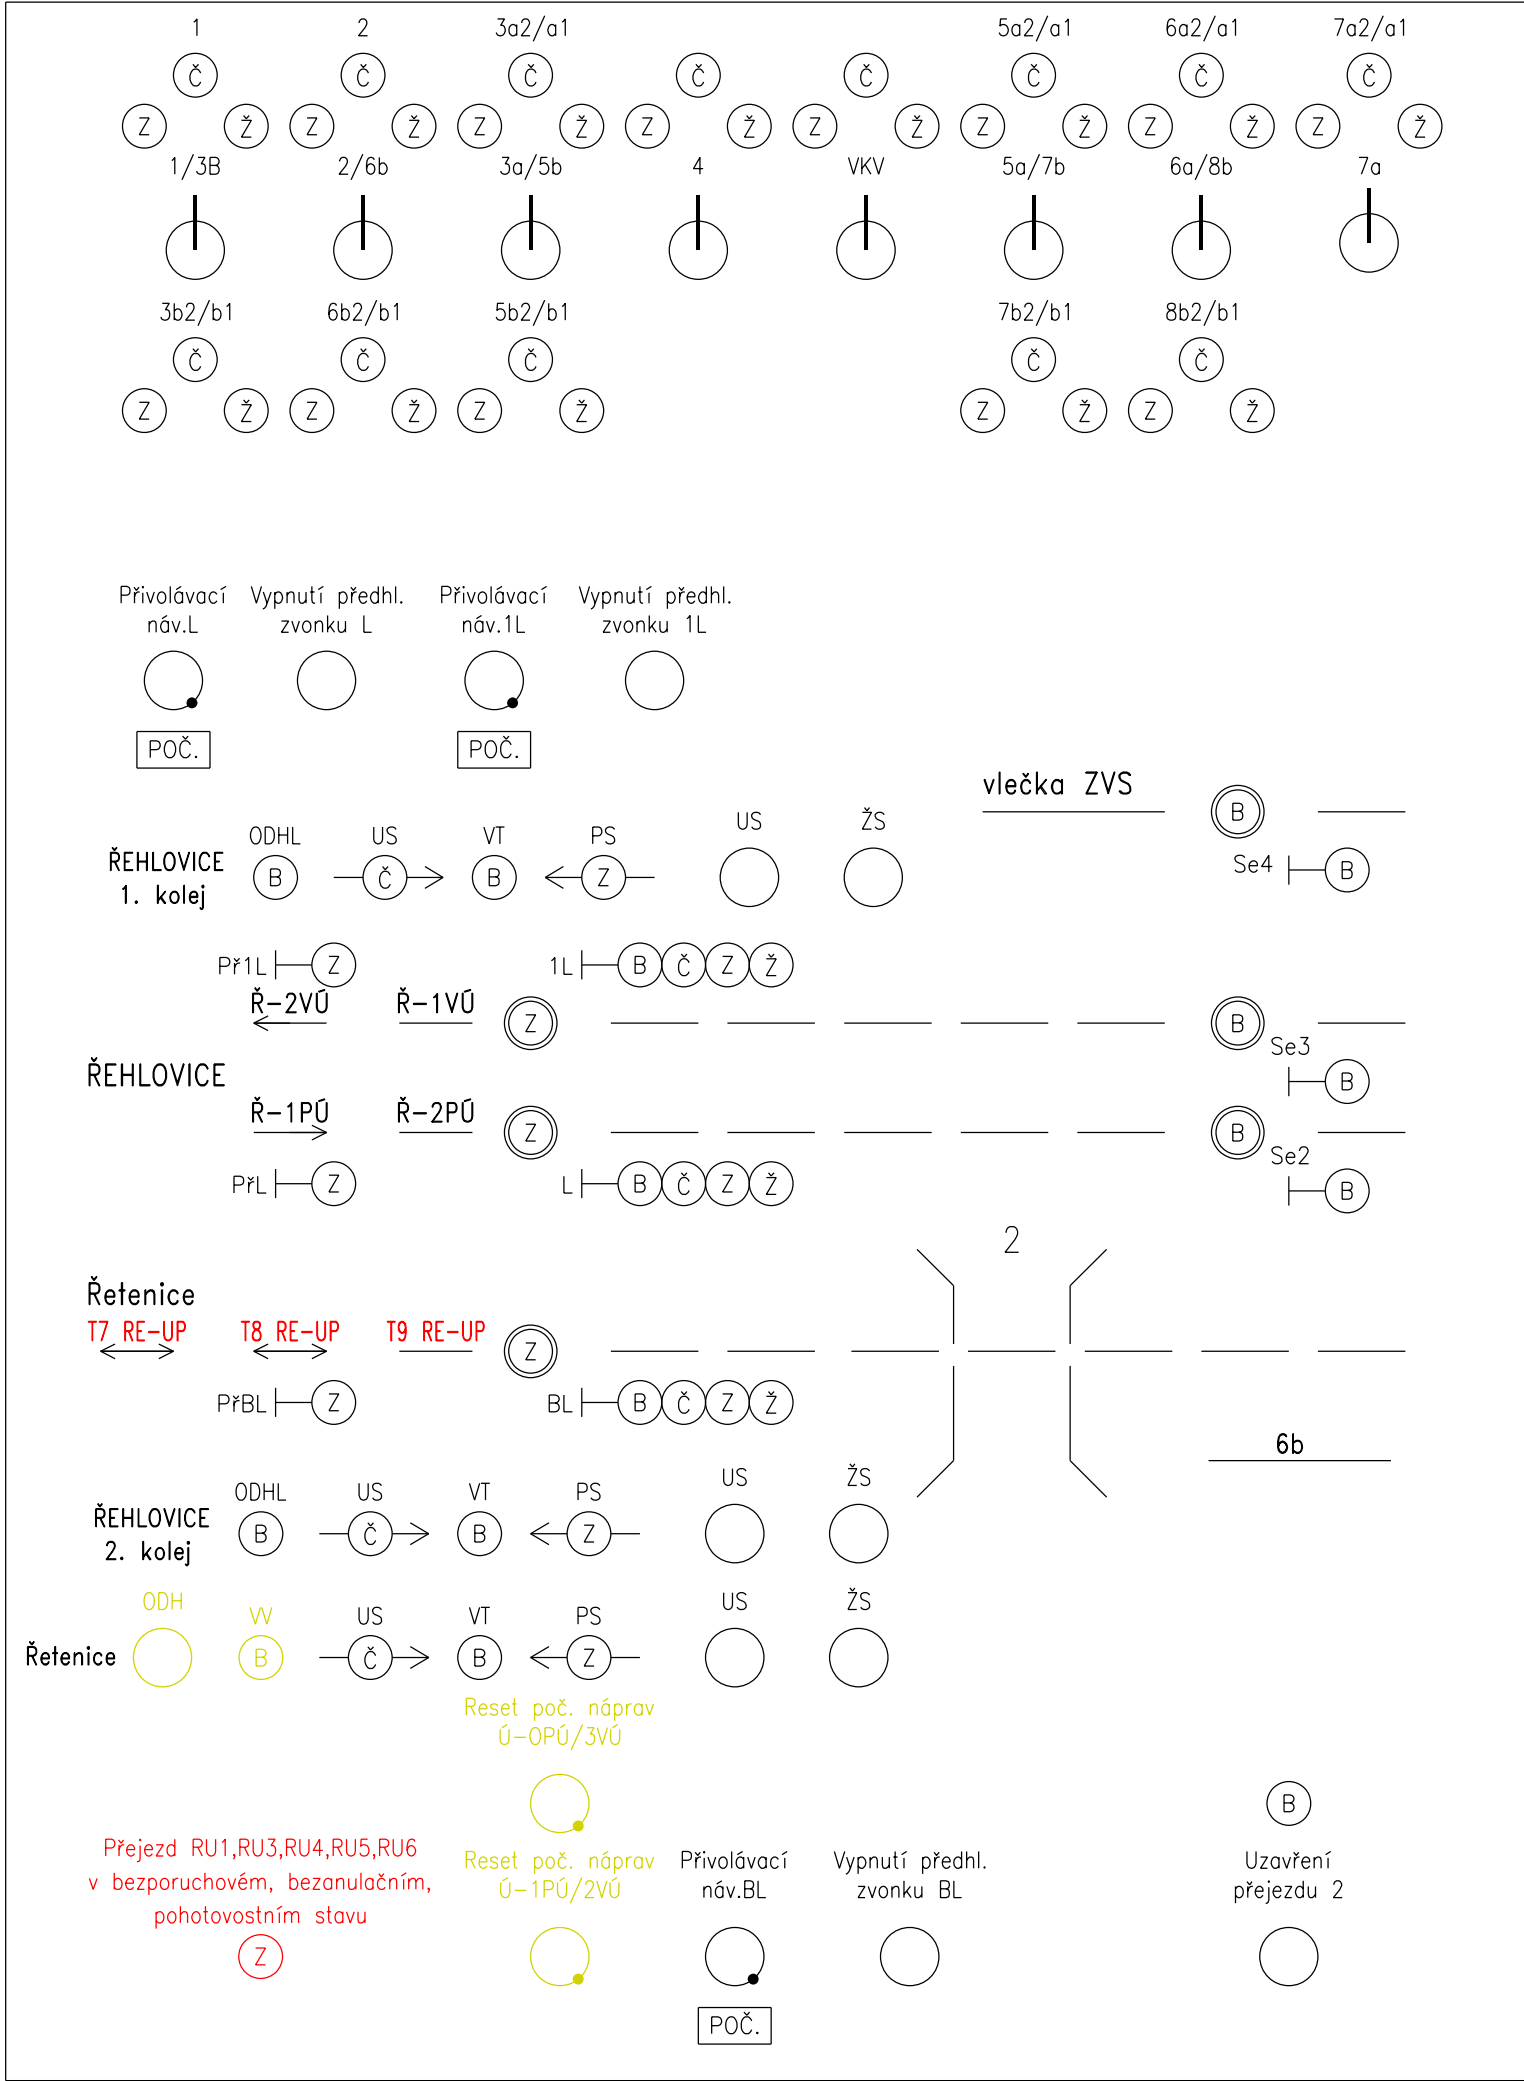 1 2 3a2/a1 5a2/a1 6a2/a1 7a2/a1
Č Č Č Č Č Č Č Č
Z Ž Z Ž Z Ž Z Ž Z Ž Z Ž Z Ž Z Ž
1/3B 2/6b 3a/5b 4 VKV 5a/7b 6a/8b 7a
3b2/b1 6b2/b1 5b2/b1 7b2/b1 8b2/b1
Č Č Č Č Č
Z Ž Z Ž Z Ž Z Ž Z Ž
Přivolávací Vypnutí předhl. Přivolávací Vypnutí předhl.
náv.L zvonku L náv.1L zvonku 1L
POČ. POČ.
vlečka ZVS
B
ODHL US VT PS US ŽS
ŘEHLOVICE
1. kolej
B Č B Z
Se4 B
Př1L Z 1L B Č Z Ž
Ř-2VÚ Ř-1VÚ Z B
Se3
B
ŘEHLOVICE
Ř-1PÚ Ř-2PÚ Z B
Se2
PřL Z L B Č Z Ž B
2
Řetenice
T7 RE-UP T8 RE-UP T9 RE-UP
Z
PřBL Z BL B Č Z Ž
6b
ODHL US VT PS US ŽS
ŘEHLOVICE
2. kolej
B Č B Z
ODH VV US VT PS US ŽS
Řetenice B Č B Z
Reset poč. náprav
Ú-0PÚ/3VÚ
B
Přejezd RU1,RU3,RU4,RU5,RU6
v bezporuchovém, bezanulačním,
pohotovostním stavu
Z
Reset poč. náprav
Ú-1PÚ/2VÚ
Přivolávací
náv.BL
POČ.
Vypnutí předhl.
zvonku BL
Uzavření
přejezdu 2